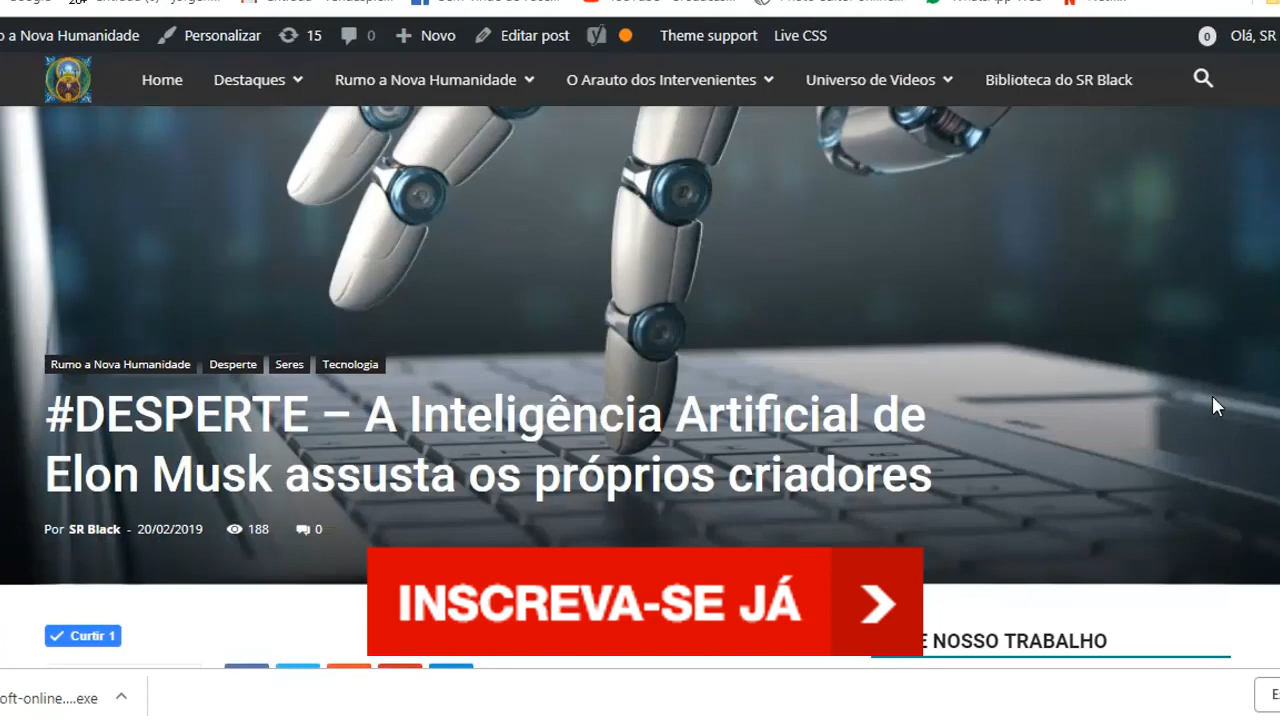 o a Nova Humanidade Personalizar 15 0 Novo Editar post Theme support Live CSS 0 Olá, SR
Home Destaques Rumo a Nova Humanidade O Arauto dos Intervenientes Universo de Videos Biblioteca do SR Black
Rumo a Nova Humanidade Desperte Seres Tecnologia
#DESPERTE – A Inteligência Artificial de
Elon Musk assusta os próprios criadores
Por SR Black - 20/02/2019 188 0
INSCREVA-SE JÁ
Curtir 1
E NOSSO TRABALHO
oft-online....exe